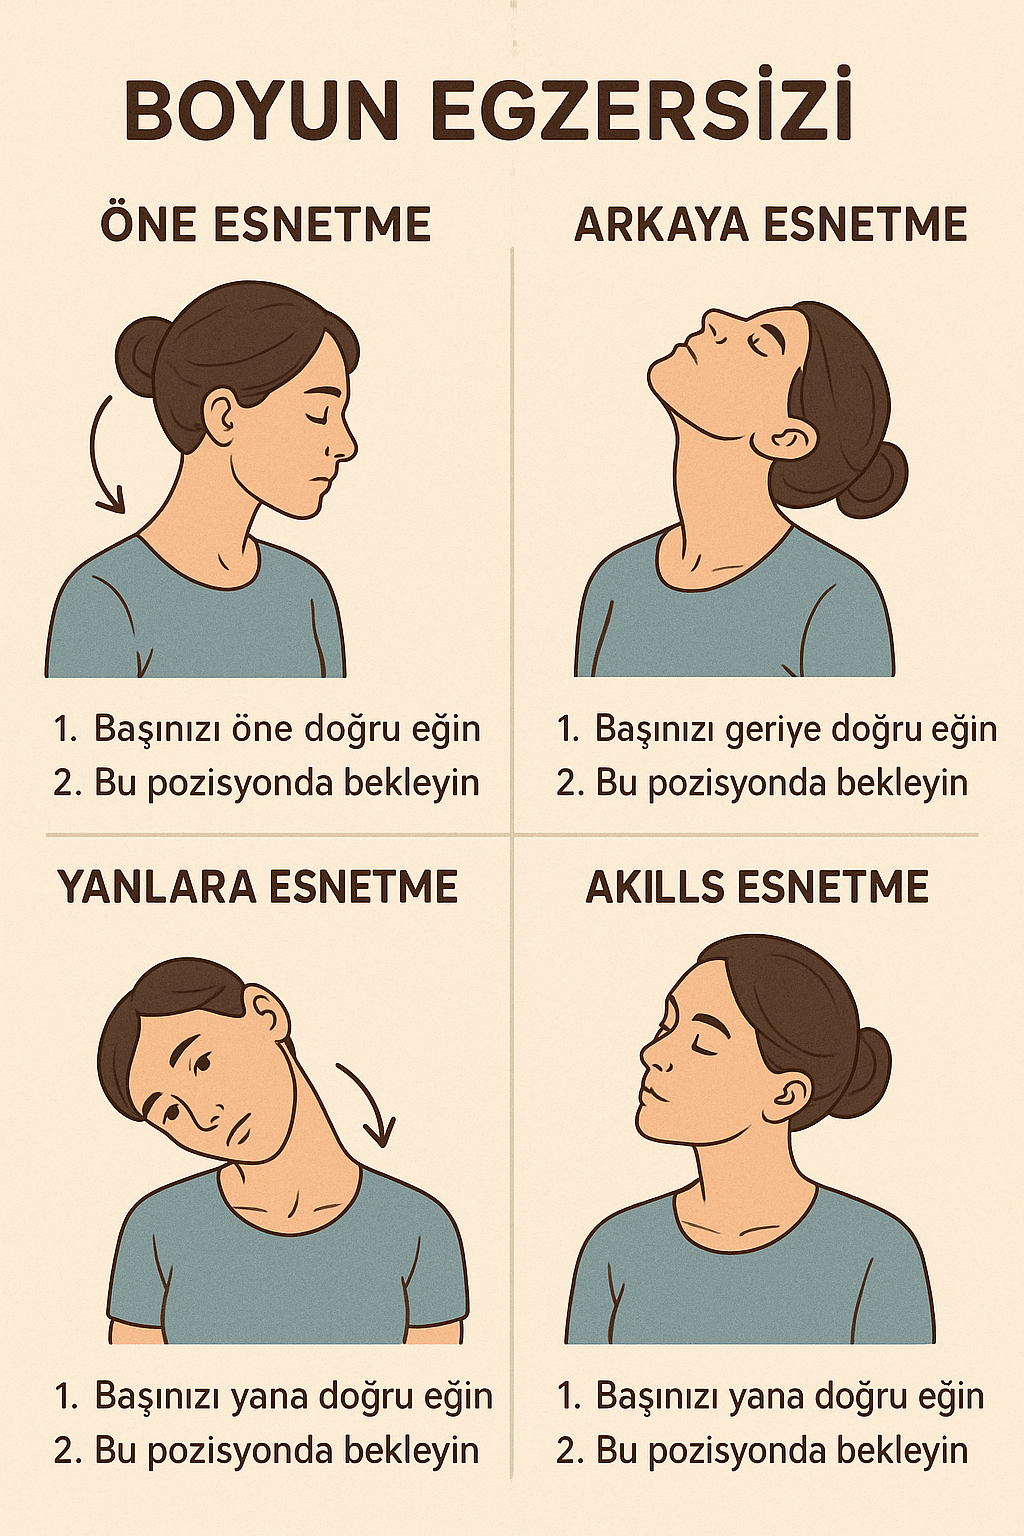 BOYUN EGZERSİZİ
ÖNE ESNETME
1. Başınızı öne doğru eğin
2. Bu pozisyonda bekleyin
ARKAYA ESNETME
1. Başınızı geriye doğru eğin
2. Bu pozisyonda bekleyin
YANLARA ESNETME
1. Başınızı yana doğru eğin
2. Bu pozisyonda bekleyin
AKILLS ESNETME
1. Başınızı yana doğru eğin
2. Bu pozisyonda bekleyin